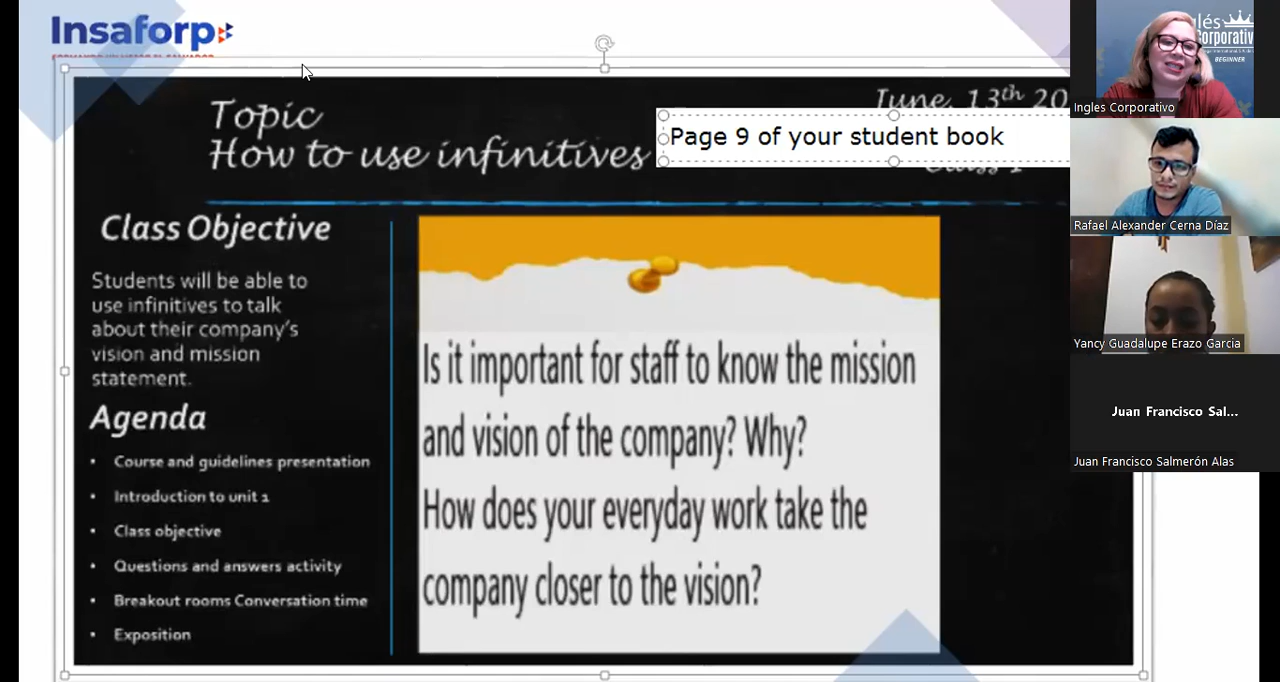 Insaforp
Topic
How to use infinitives
June, 13th 20
Page 9 of your student book
Class Objective
Students will be able to
use infinitives to talk
about their company's
vision and mission
statement.
Agenda
• Course and guidelines presentation
• Introduction to unit 1
• Class objective
• Questions and answers activity
• Breakout rooms Conversation time
• Exposition
Is it important for staff to know the mission
and vision of the company? Why?
How does your everyday work take the
company closer to the vision?
BEGINNER
Ingles Corporativo
Rafael Alexander Cerna Díaz
Yancy Guadalupe Erazo Garcia
Juan Francisco Sal...
Juan Francisco Salmerón Alas